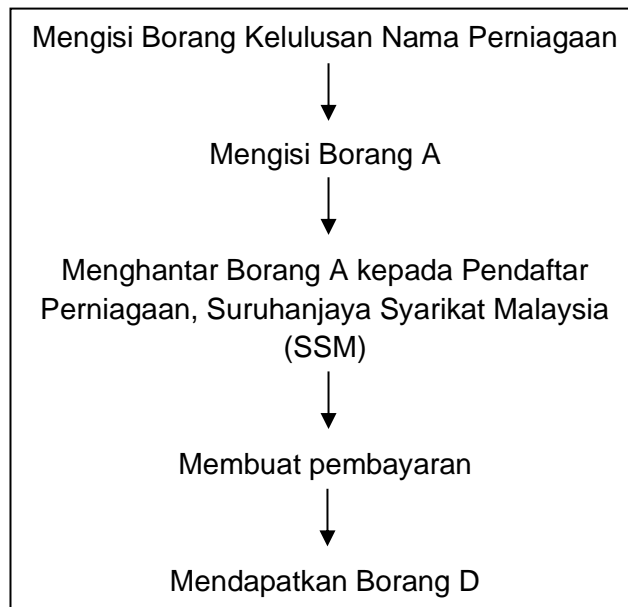 Mengisi Borang Kelulusan Nama Perniagaan
Mengisi Borang A
Menghantar Borang A kepada Pendaftar
Perniagaan, Suruhanjaya Syarikat Malaysia
(SSM)
Membuat pembayaran
Mendapatkan Borang D